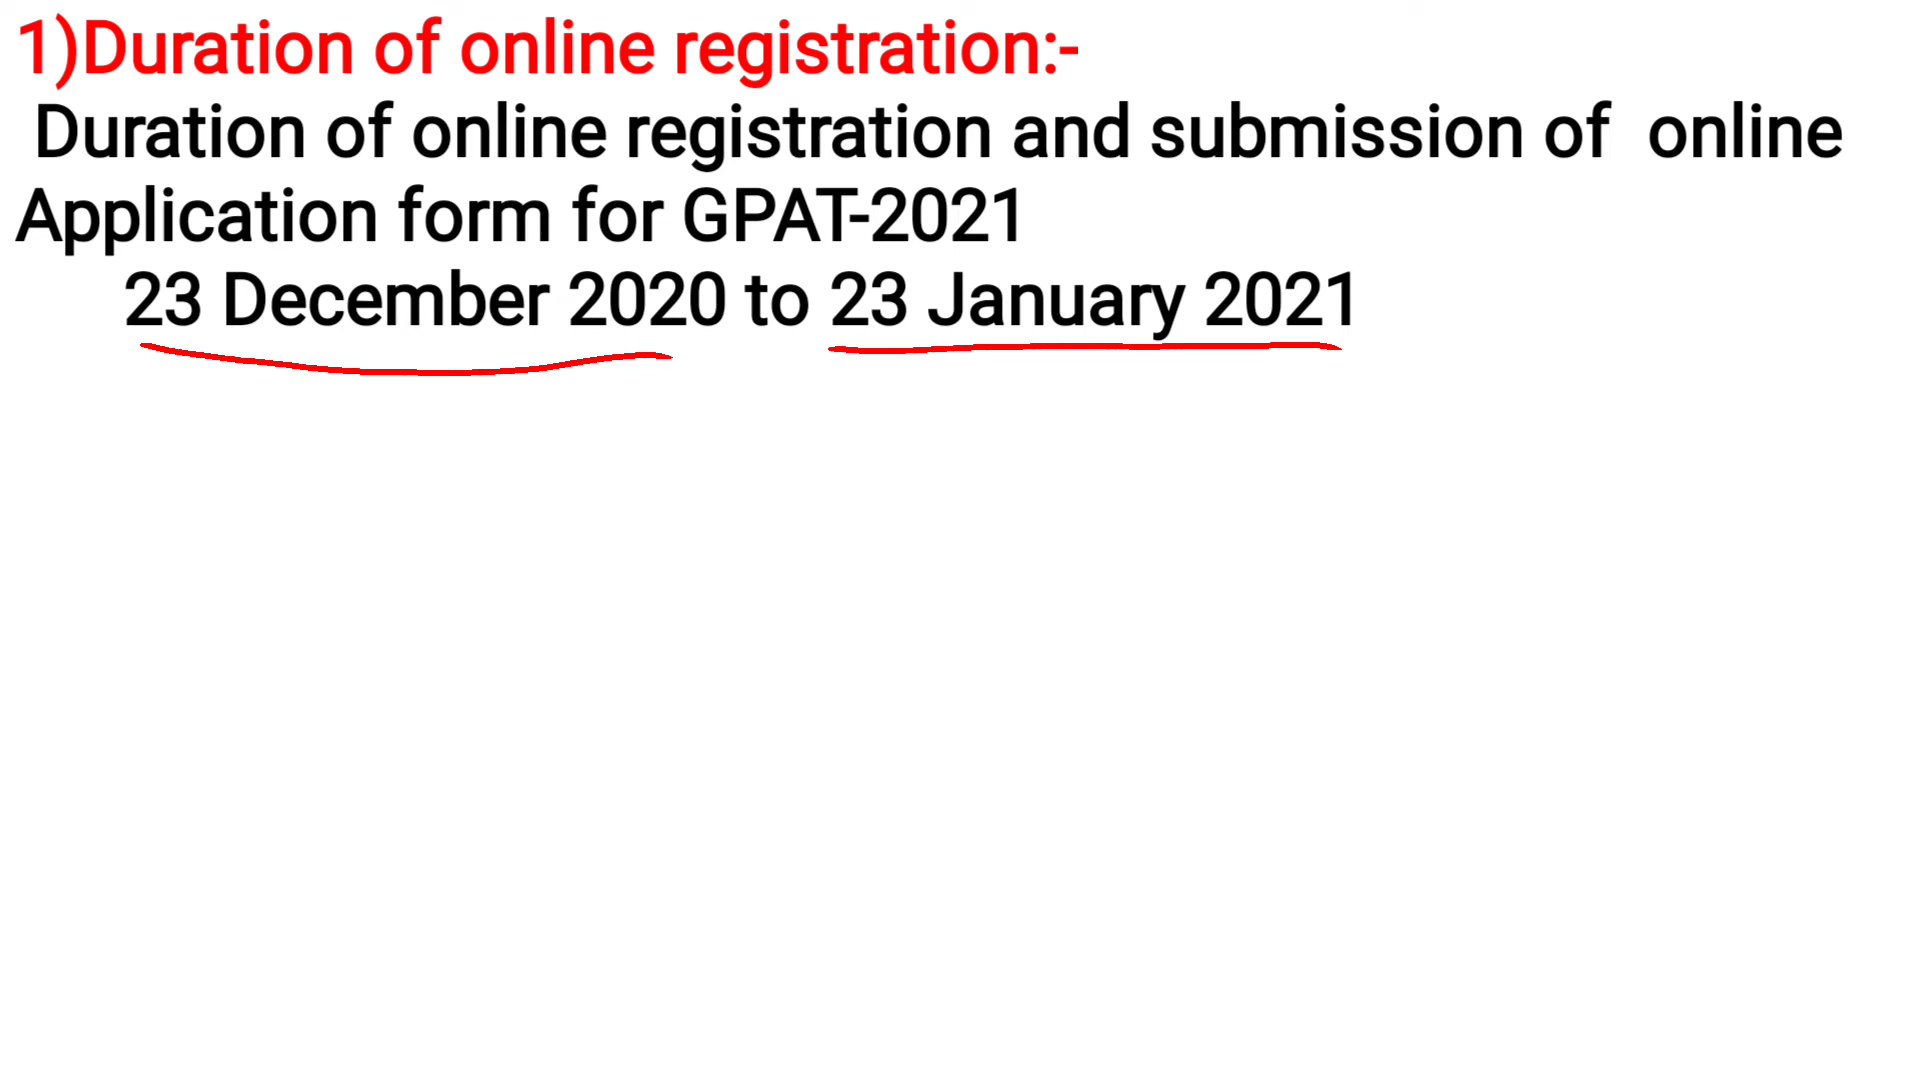 1)Duration of online registration:-
Duration of online registration and submission of  online
Application form for GPAT-2021
23 December 2020 to 23 January 2021